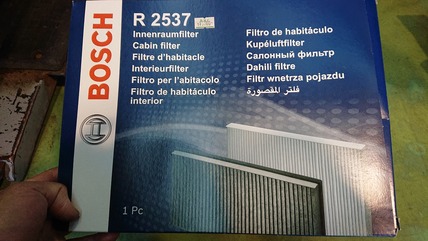 BOSCH
R 2537
Innenraumfilter
Cabin filter
Filtre d'habitacle
Interieurfilter
Filtro per l'abitacolo
Filtro de habitáculo
interior
Filtro de habitáculo
Kupéluftfilter
Салонный фильтр
Dahili filtre
Filtr wnetrza pojazdu
فلتر المقصورة
1 Pc